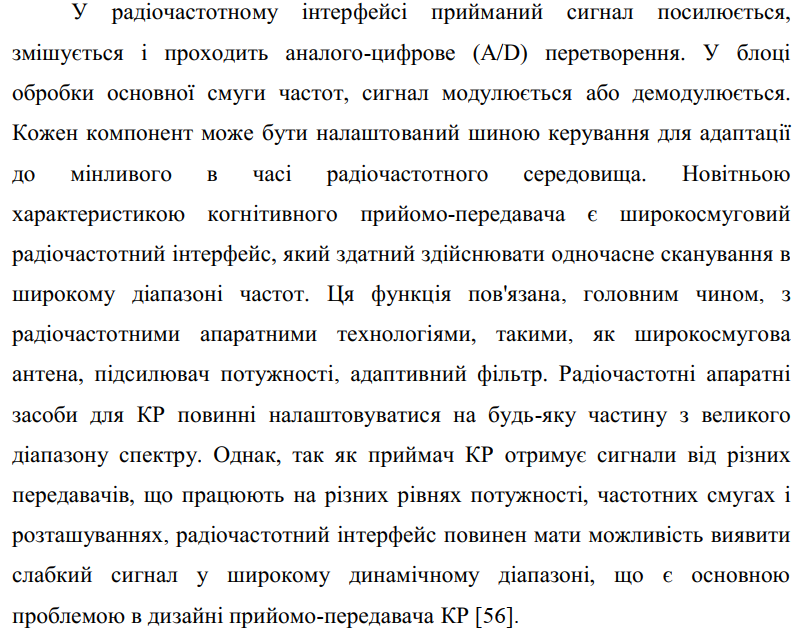 У радіочастотному інтерфейсі прийманий сигнал посилюється,
змішується і проходить аналого-цифрове (A/D) перетворення. У блоці
обробки основної смуги частот, сигнал модулюється або демодулюється.
Кожен компонент може бути налаштований шиною керування для адаптації
до мінливого в часі радіочастотного середовища. Новітньою
характеристикою когнітивного прийомо-передавача є широкосмуговий
радіочастотний інтерфейс, який здатний здійснювати одночасне сканування в
широкому діапазоні частот. Ця функція пов'язана, головним чином, з
радіочастотними апаратними технологіями, такими, як широкосмугова
антена, підсилювач потужності, адаптивний фільтр. Радіочастотні апаратні
засоби для КР повинні налаштовуватися на будь-яку частину з великого
діапазону спектру. Однак, так як приймач КР отримує сигнали від різних
передавачів, що працюють на різних рівнях потужності, частотних смугах і
розташуваннях, радіочастотний інтерфейс повинен мати можливість виявити
слабкий сигнал у широкому динамічному діапазоні, що є основною
проблемою в дизайні прийомо-передавача КР [56].